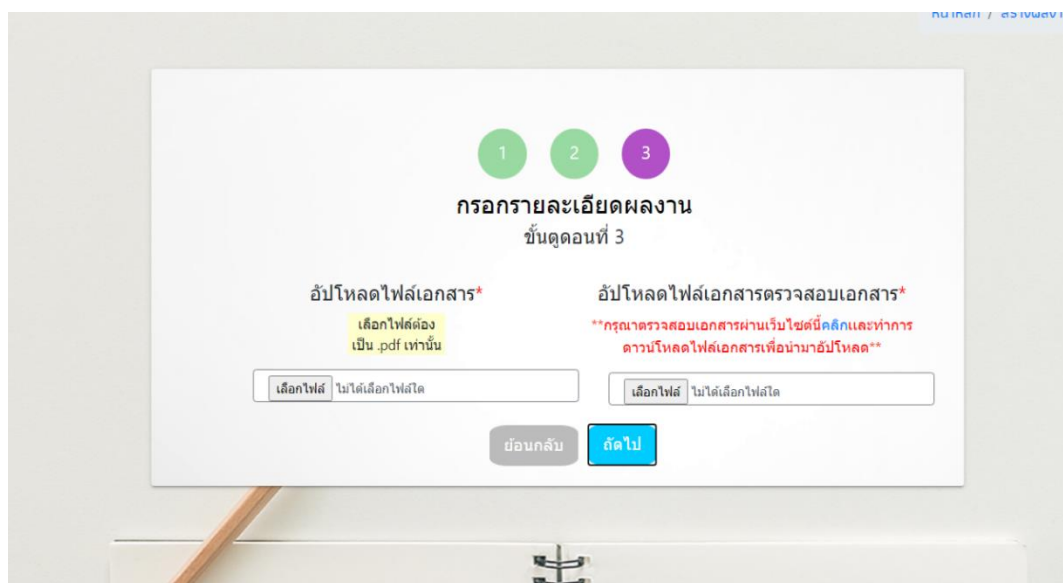 หน้าหลัก /
1 2 3
กรอกรายละเอียดผลงาน
ขั้นดูดอนที่ 3
อัปโหลดไฟล์เอกสาร*
เลือกไฟล์ต้อง
เป็น .pdf เท่านั้น
เลือกไฟล์ ไม่ได้เลือกไฟล์ใด
อัปโหลดไฟล์เอกสารตรวจสอบเอกสาร*
**กรุณาตรวจสอบเอกสารผ่านเว็บไซต์นี้คลิกและทำการ
ดาวน์โหลดไฟล์เอกสารเพื่อนำมาอัปโหลด**
เลือกไฟล์ ไม่ได้เลือกไฟล์ใด
ย้อนกลับ ถัดไป